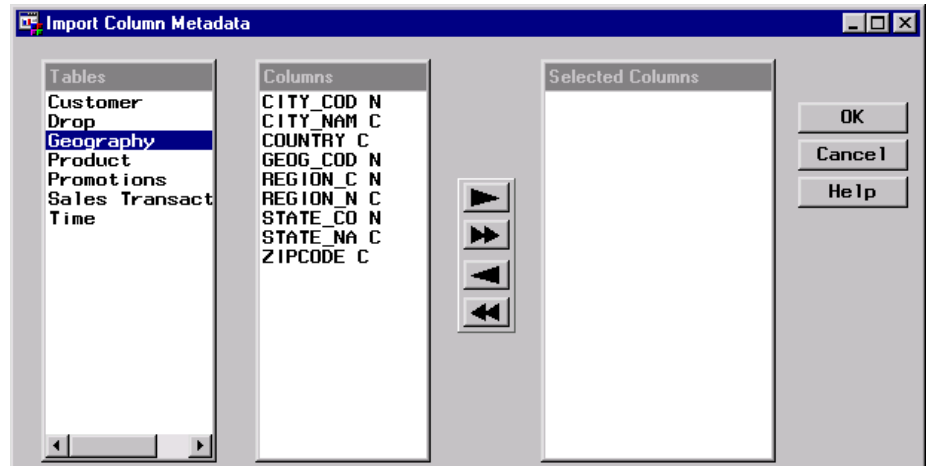 Import Column Metadata
Tables
Customer
Drop
Geography
Product
Promotions
Sales Transact
Time
Columns
CITY_COD N
CITY_NAM C
COUNTRY C
GEOG_COD N
REGION_C N
REGION_N C
STATE_CO N
STATE_NA C
ZIPCODE C
Selected Columns
OK
Cancel
Help